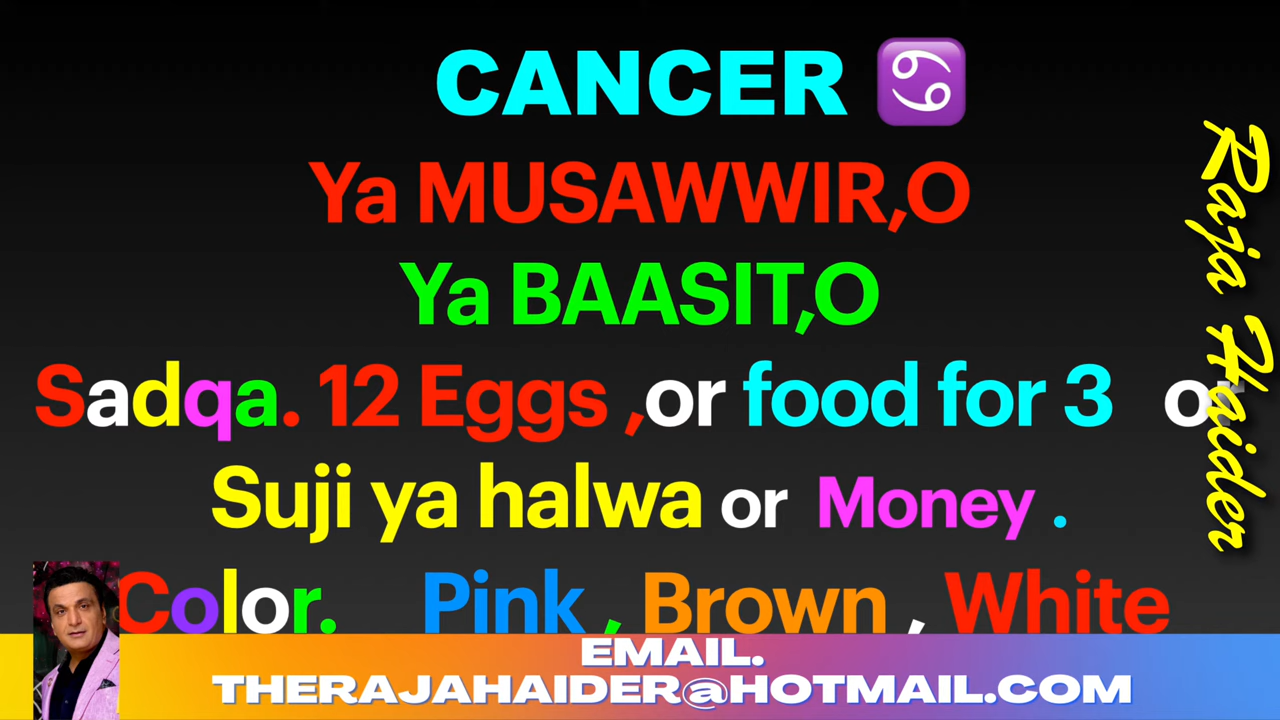 CANCER ♋
Ya MUSAWWIR,O
Ya BAASIT,O
Sadqa. 12 Eggs ,or food for 3 or
Suji ya halwa or Money .
Color. Pink , Brown , White
EMAIL.
THERAJAHAIDER@HOTMAIL.COM
Raja Haider